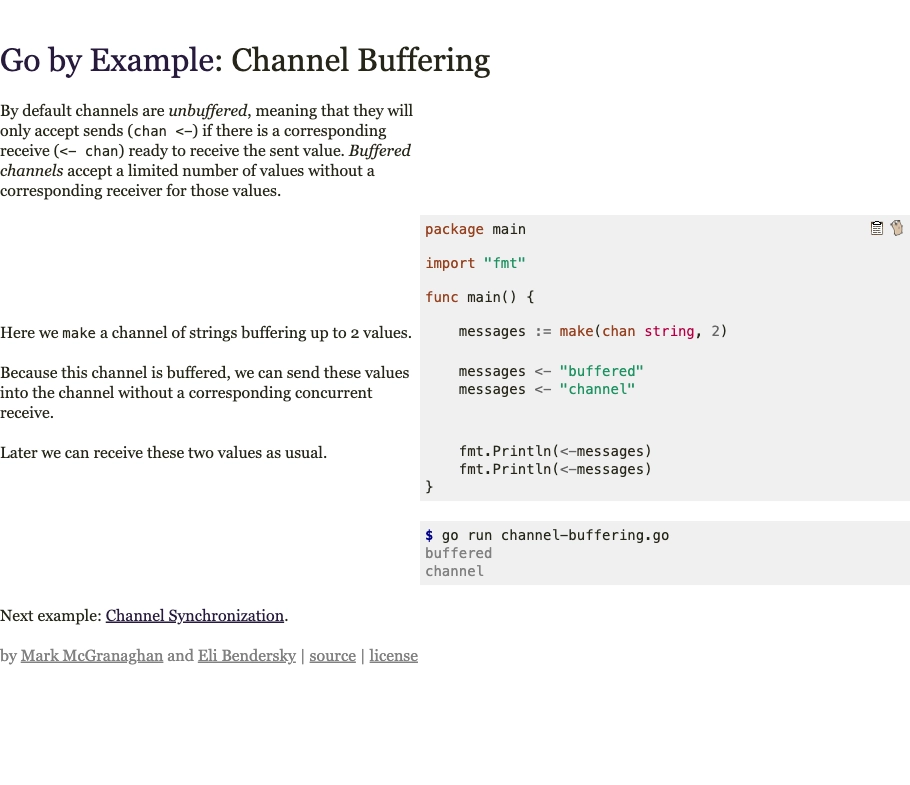 Go by Example: Channel Buffering
By default channels are unbuffered, meaning that they will
only accept sends (chan <-) if there is a corresponding
receive (<- chan) ready to receive the sent value. Buffered
channels accept a limited number of values without a
corresponding receiver for those values.
package main
import "fmt"
func main() {
Here we make a channel of strings buffering up to 2 values.
    messages := make(chan string, 2)
Because this channel is buffered, we can send these values
into the channel without a corresponding concurrent
receive.
    messages <- "buffered"
    messages <- "channel"
Later we can receive these two values as usual.
    fmt.Println(<-messages)
    fmt.Println(<-messages)
}
$ go run channel-buffering.go
buffered
channel
Next example: Channel Synchronization.
by Mark McGranaghan and Eli Bendersky | source | license